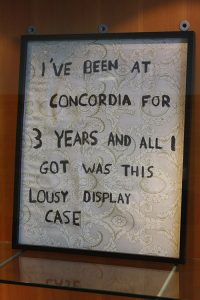 I'VE BEEN AT
CONCORDIA FOR
3 YEARS AND ALL I
GOT WAS THIS
LOUSY DISPLAY
CASE